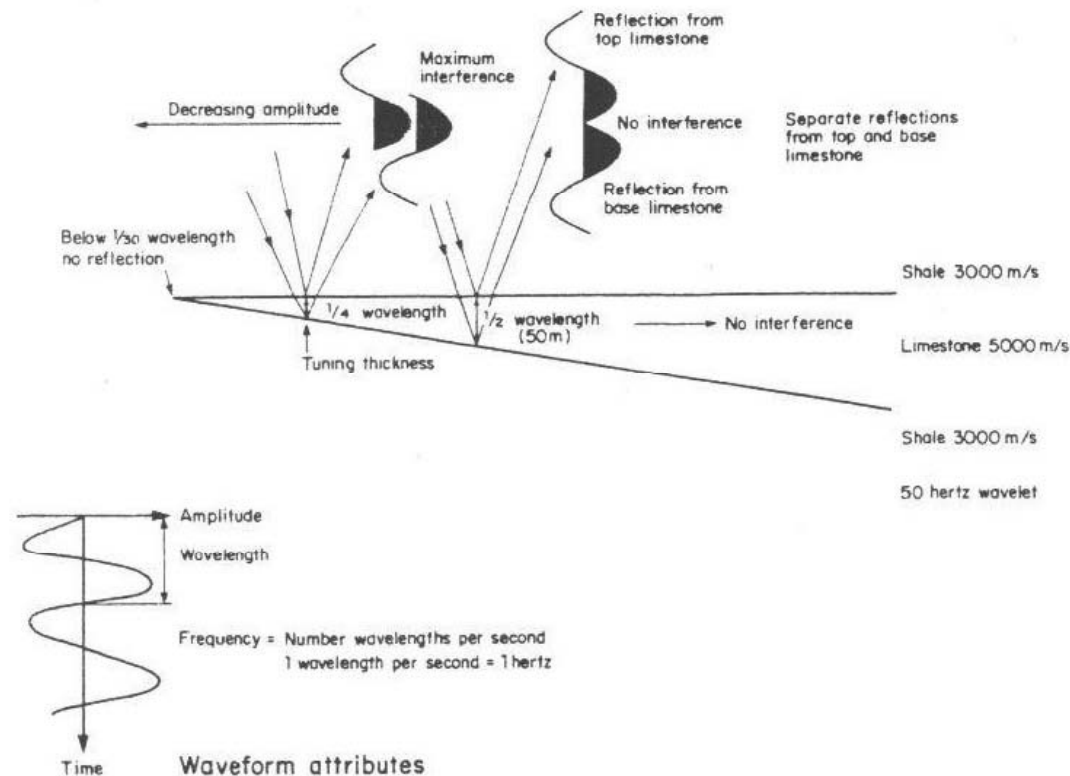 Reflection from
top limestone
Maximum
interference
Decreasing amplitude
No interference
Separate reflections
from top and base
limestone
Reflection from
base limestone
Below 1/30 wavelength
no reflection
Shale 3000 m/s
1/4 wavelength
1/2 wavelength
(50m)
No interference
Limestone 5000 m/s
Tuning thickness
Shale 3000 m/s
50 hertz wavelet
Amplitude
Wavelength
Frequency = Number wavelengths per second
1 wavelength per second = 1 hertz
Time
Waveform attributes